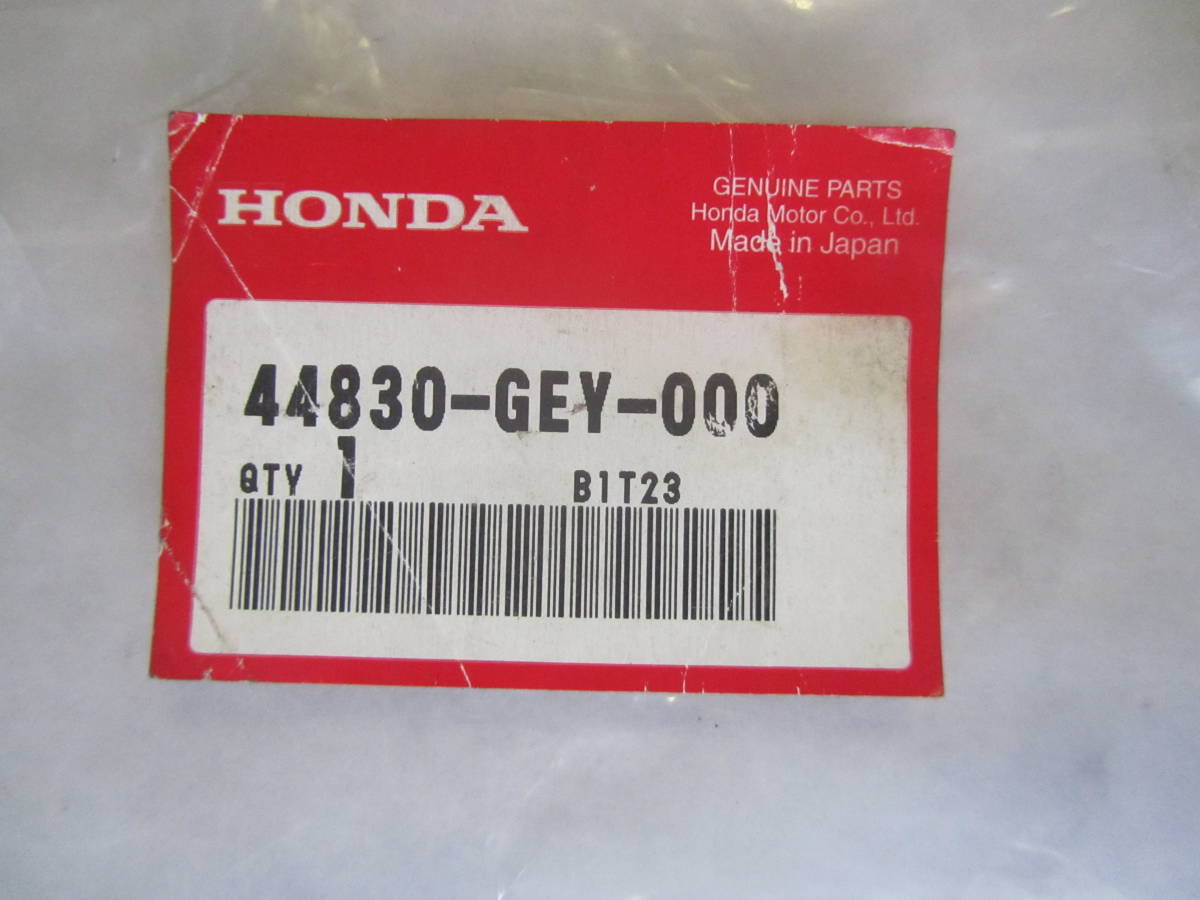 HONDA
GENUINE PARTS
Honda Motor Co., Ltd.
Made in Japan
44830-GEY-000
QTY 1 B1T23